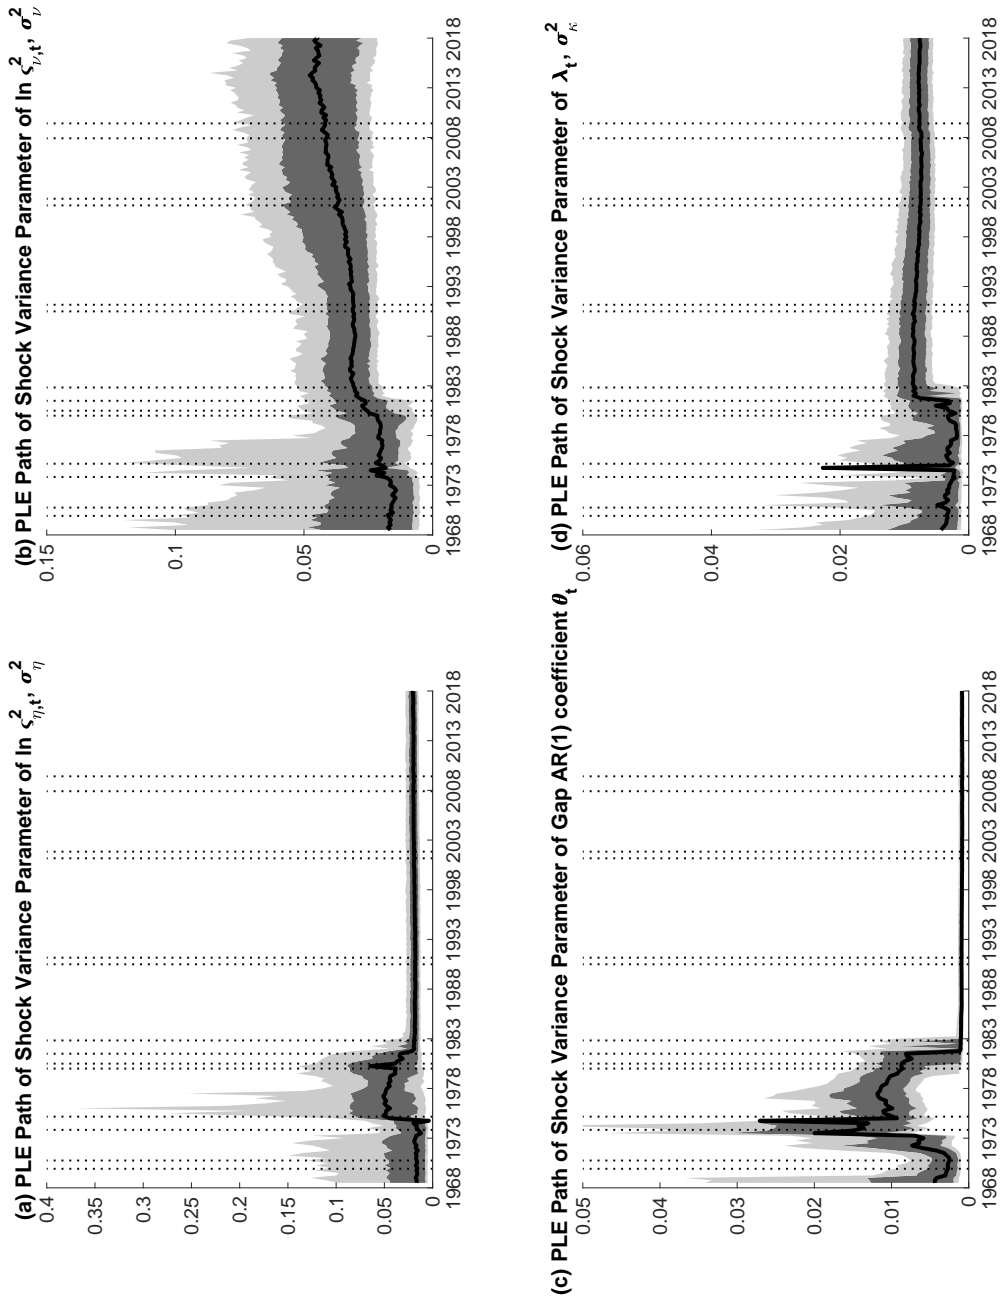 (a) PLE Path of Shock Variance Parameter of ln ς²η,t, σ²η
0.4
0.35
0.3
0.25
0.2
0.15
0.1
0.05
0
1968 1973 1978 1983 1988 1993 1998 2003 2008 2013 2018
(b) PLE Path of Shock Variance Parameter of ln ς²ν,t, σ²ν
0.15
0.1
0.05
0
1968 1973 1978 1983 1988 1993 1998 2003 2008 2013 2018
(c) PLE Path of Shock Variance Parameter of Gap AR(1) coefficient θt
0.05
0.04
0.03
0.02
0.01
0
1968 1973 1978 1983 1988 1993 1998 2003 2008 2013 2018
(d) PLE Path of Shock Variance Parameter of λt, σ²κ
0.06
0.04
0.02
0
1968 1973 1978 1983 1988 1993 1998 2003 2008 2013 2018